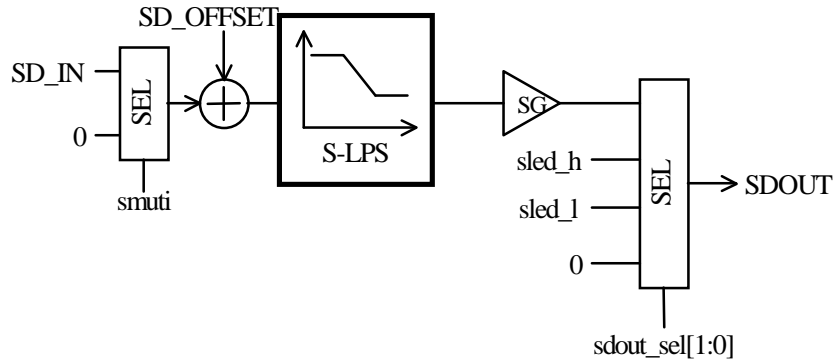 SD_OFFSET
SD_IN
SEL
0
smuti
S-LPS
SG
sled_h
sled_l
0
SEL
SDOUT
sdout_sel[1:0]